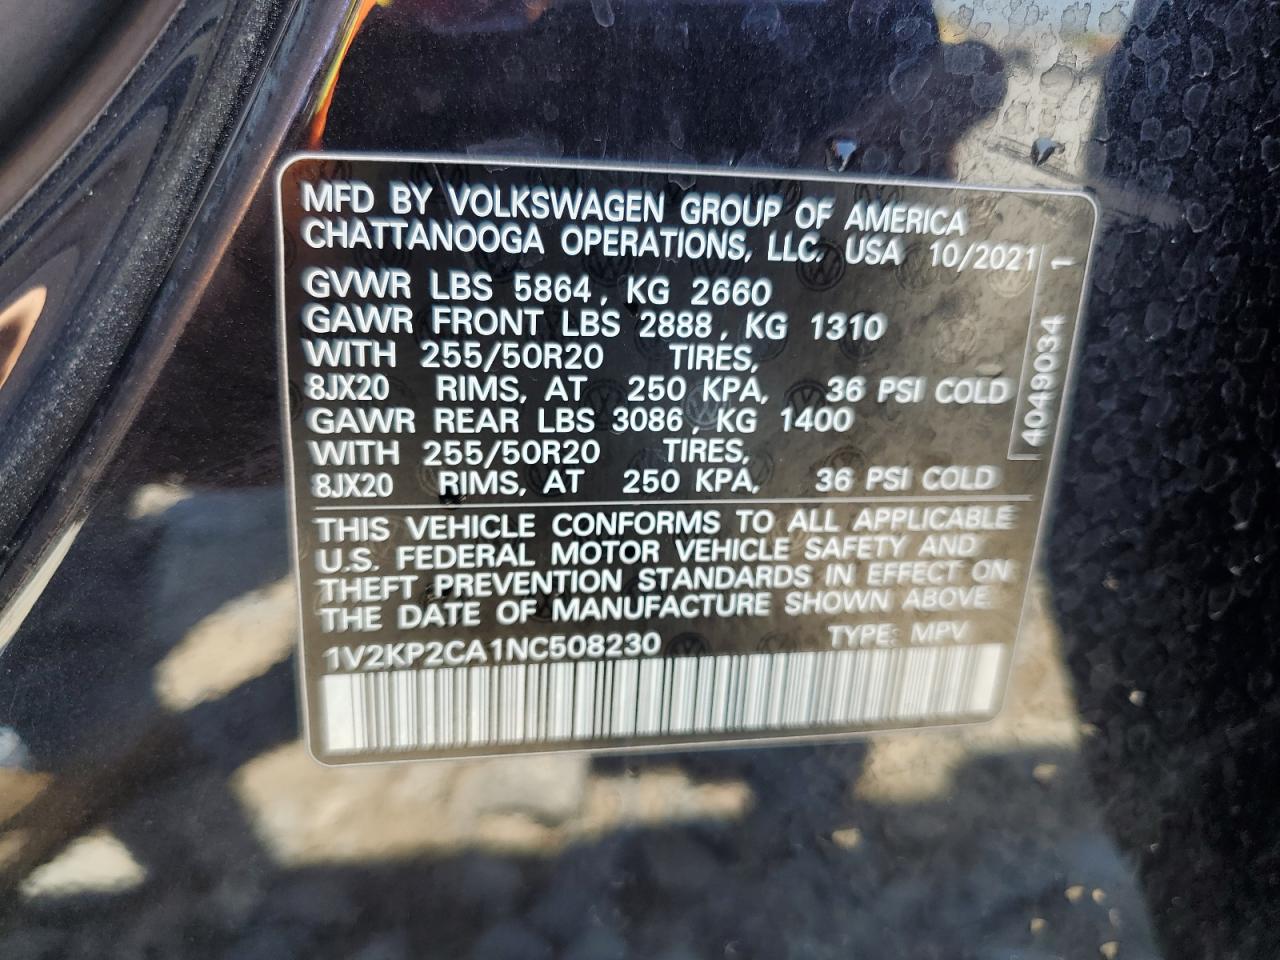 MFD BY VOLKSWAGEN GROUP OF AMERICA
CHATTANOOGA OPERATIONS, LLC. USA 10/2021
GVWR LBS 5864, KG 2660
GAWR FRONT LBS 2888, KG 1310
WITH 255/50R20 TIRES,
8JX20 RIMS, AT 250 KPA, 36 PSI COLD
GAWR REAR LBS 3086, KG 1400
WITH 255/50R20 TIRES,
8JX20 RIMS, AT 250 KPA, 36 PSI COLD
4049034 1
THIS VEHICLE CONFORMS TO ALL APPLICABLE
U.S. FEDERAL MOTOR VEHICLE SAFETY AND
THEFT PREVENTION STANDARDS IN EFFECT ON
THE DATE OF MANUFACTURE SHOWN ABOVE
1V2KP2CA1NC508230 TYPE: MPV